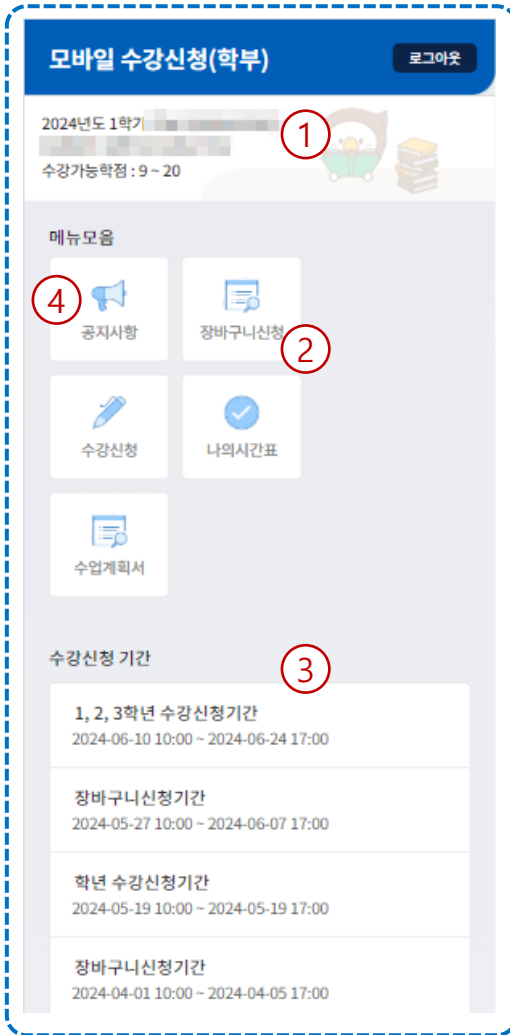 모바일 수강신청(학부)
로그아웃
2024년도 1학기
①
수강가능학점 : 9 ~ 20
메뉴모음
④
공지사항
장바구니신청
②
수강신청
나의시간표
수업계획서
수강신청 기간
③
1, 2, 3학년 수강신청기간
2024-06-10 10:00 ~ 2024-06-24 17:00
장바구니신청기간
2024-05-27 10:00 ~ 2024-06-07 17:00
학년 수강신청기간
2024-05-19 10:00 ~ 2024-05-19 17:00
장바구니신청기간
2024-04-01 10:00 ~ 2024-04-05 17:00